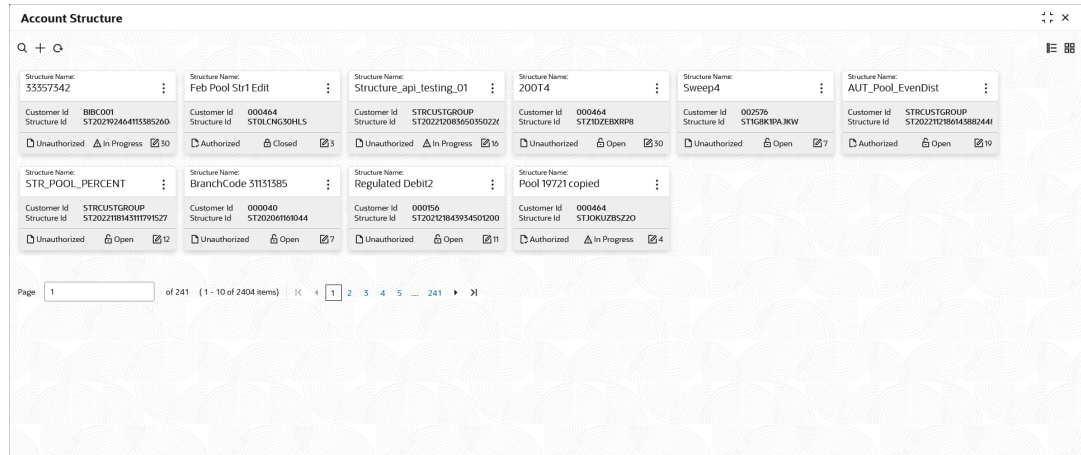 Account Structure
Structure Name:
33357342
Customer Id BIBC001
Structure Id ST202192464113385260
Unauthorized In Progress 30
Structure Name:
Feb Pool Str1 Edit
Customer Id 000464
Structure Id ST0LCNG30HLS
Authorized Closed 3
Structure Name:
Structure_api_testing_01
Customer Id STRCUSTGROUP
Structure Id ST20221208365035022
Unauthorized In Progress 16
Structure Name:
200T4
Customer Id 000464
Structure Id STZ1DZEBXRP8
Unauthorized Open 30
Structure Name:
Sweep4
Customer Id 002576
Structure Id ST1G8K1PAJKW
Unauthorized Open 7
Structure Name:
AUT_Pool_EvenDist
Customer Id STRCUSTGROUP
Structure Id ST20221121861438824
Authorized Open 19
Structure Name:
STR_POOL_PERCENT
Customer Id STRCUSTGROUP
Structure Id ST2022118143111791527
Unauthorized Open 12
Structure Name:
BranchCode 31131385
Customer Id 000040
Structure Id ST202061161044
Unauthorized Open 7
Structure Name:
Regulated Debit2
Customer Id 000156
Structure Id ST202121843934501200
Unauthorized Open 11
Structure Name:
Pool 19721 copied
Customer Id 000464
Structure Id STJOKUZBSZ2O
Authorized In Progress 4
Page 1 of 241 (1 - 10 of 2404 items) 1 2 3 4 5 .... 241